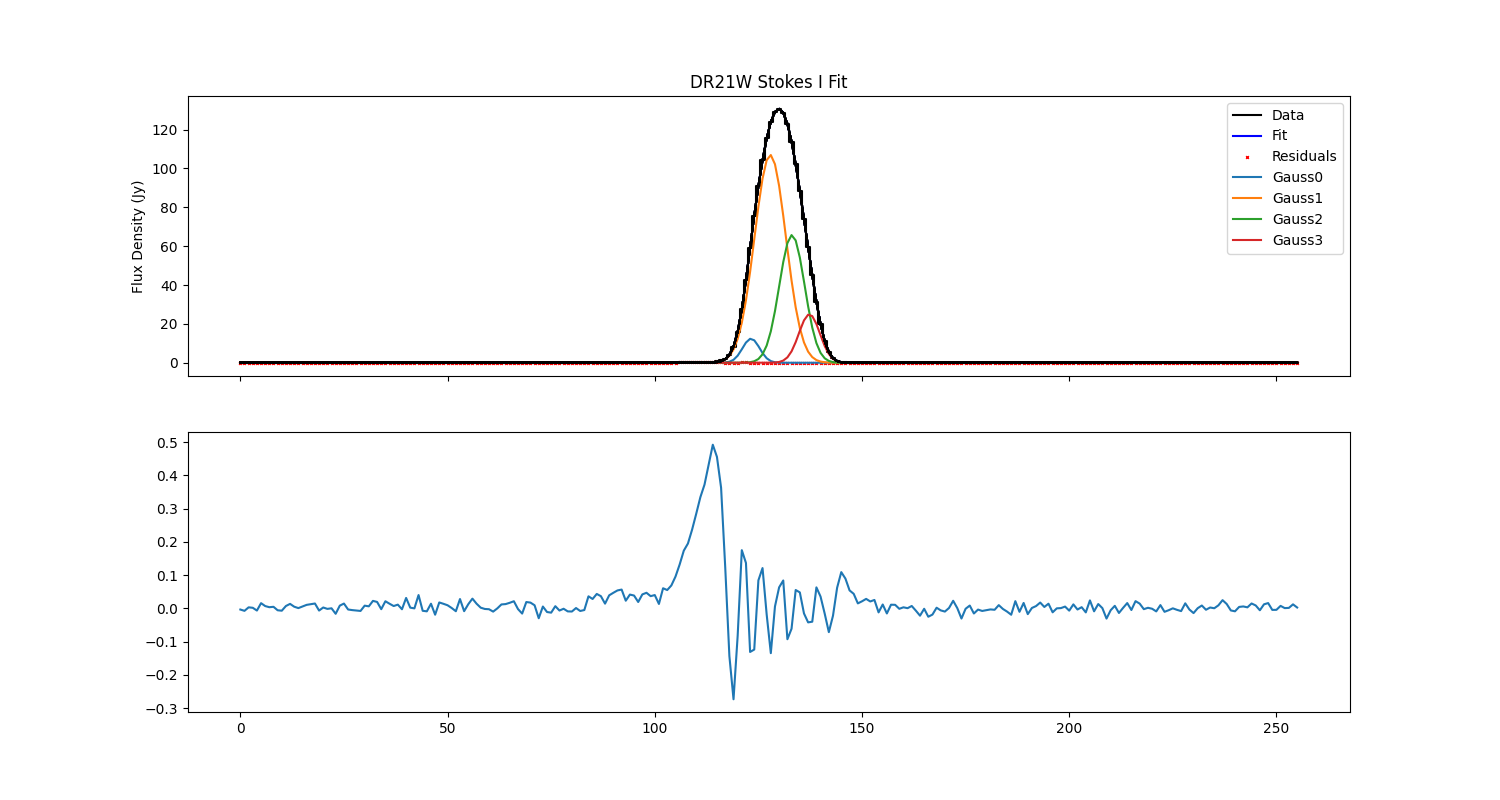 DR21W Stokes I Fit
Flux Density (Jy)
120
100
80
60
40
20
0
Data
Fit
Residuals
Gauss0
Gauss1
Gauss2
Gauss3
0.5
0.4
0.3
0.2
0.1
0.0
−0.1
−0.2
−0.3
0 50 100 150 200 250